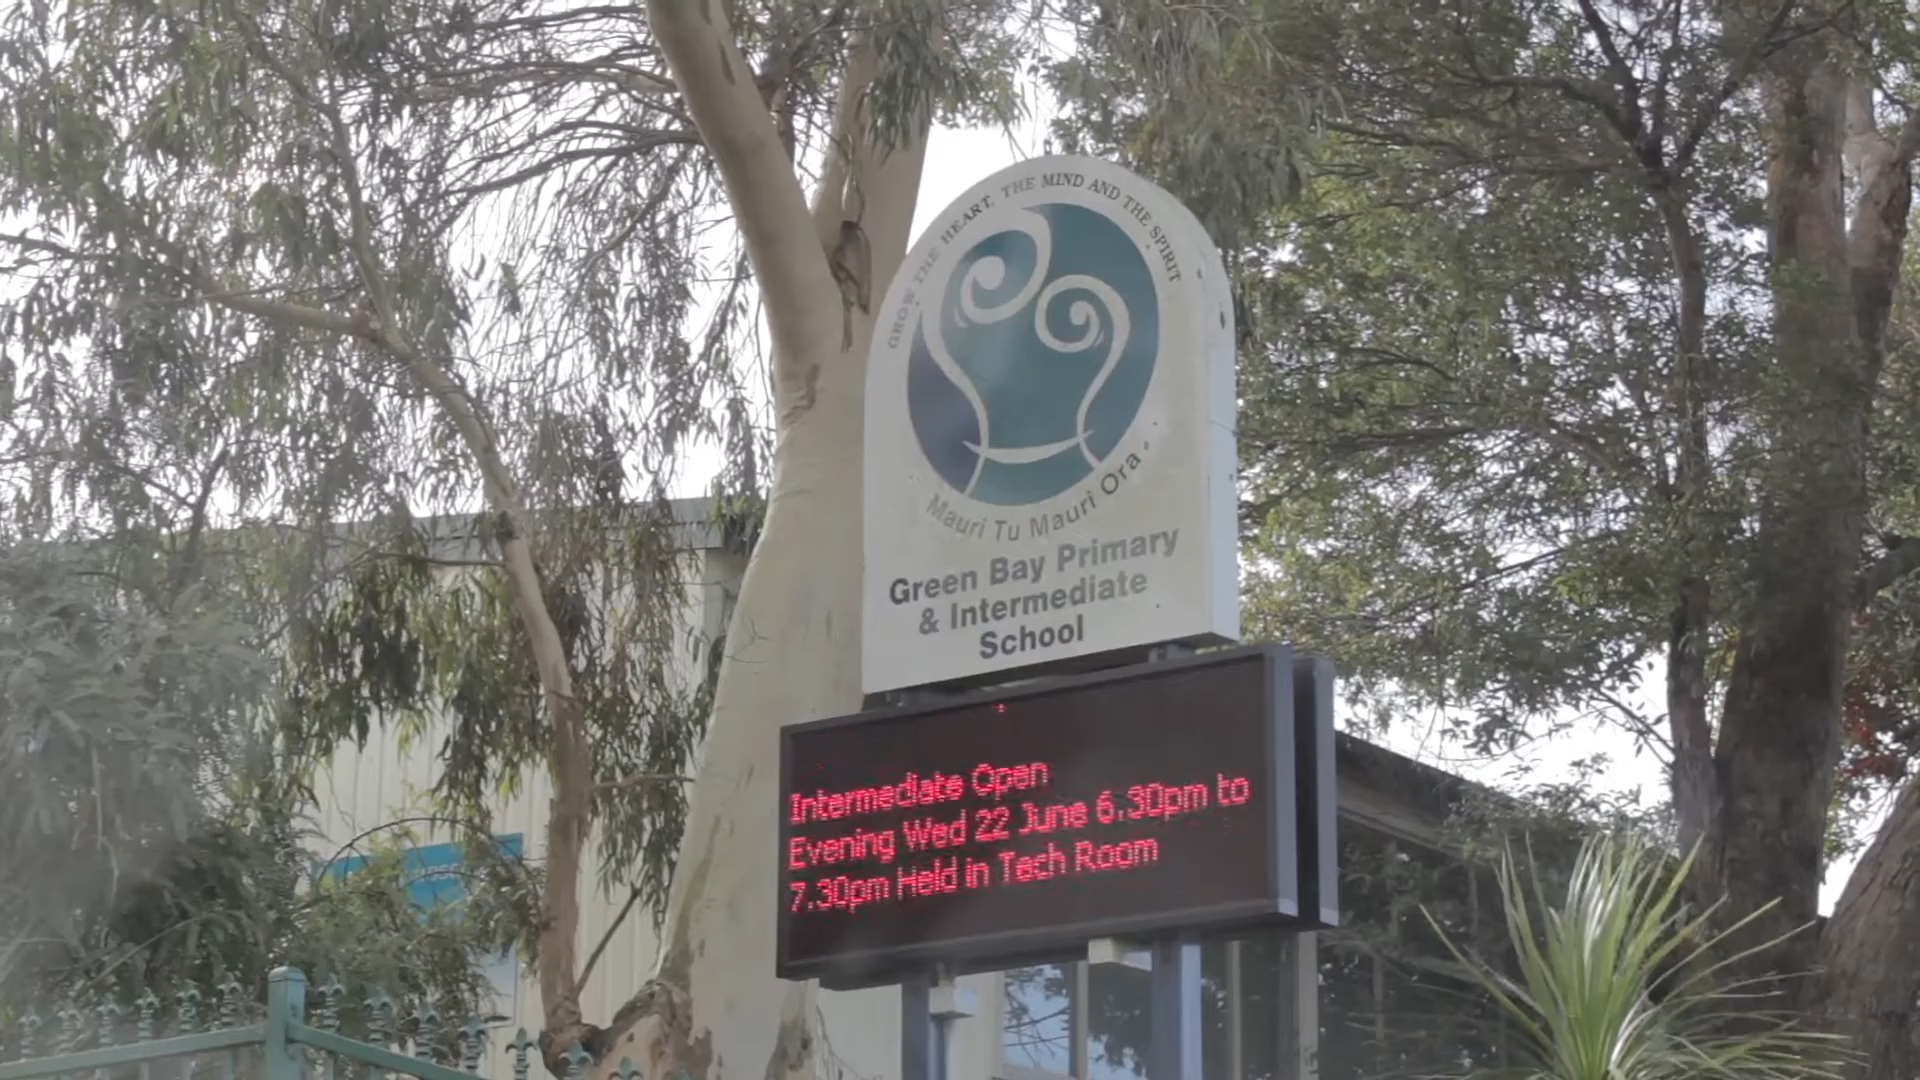 GROW THE HEART, THE MIND AND THE SPIRIT
Mauri Tu Mauri Ora
Green Bay Primary
& Intermediate
School
Intermediate Open
Evening Wed 22 June 6.30pm to
7.30pm Held in Tech Room